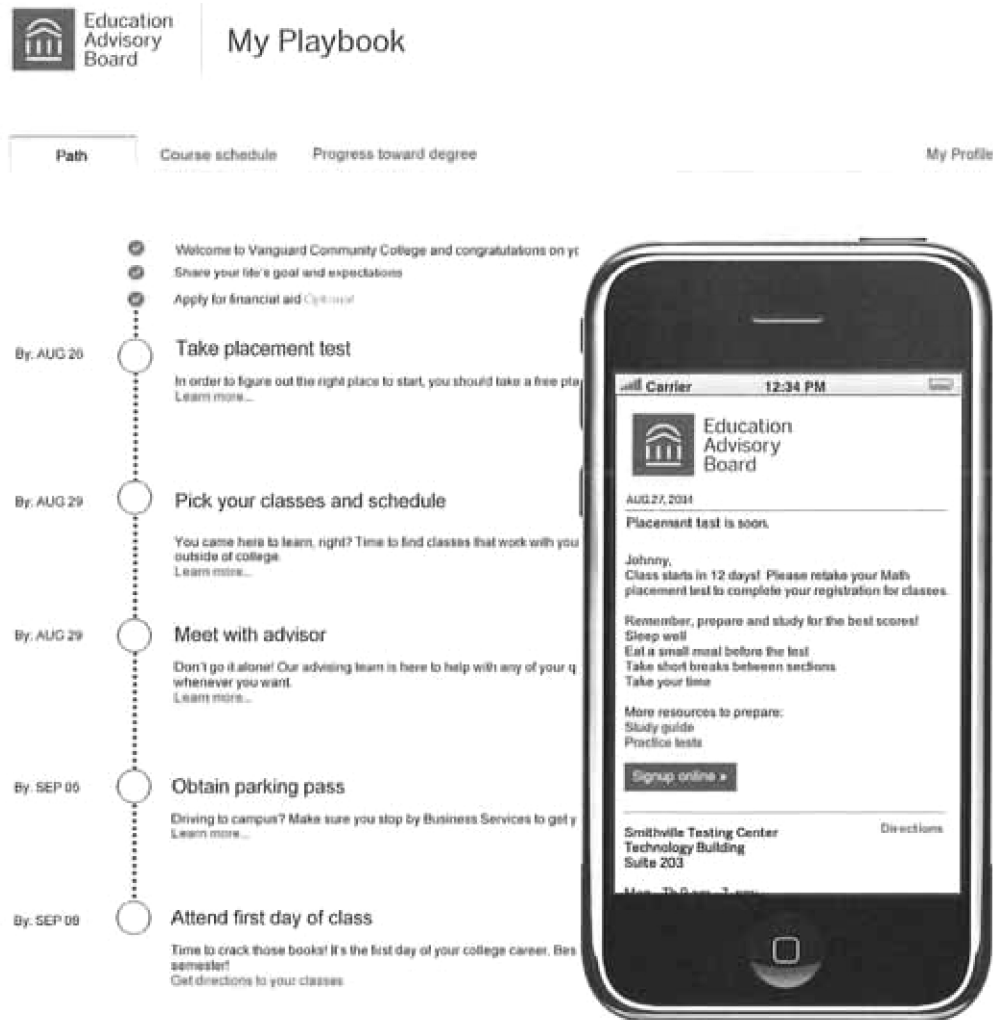 Education
Advisory
Board
My Playbook
Path
Course schedule
Progress toward degree
My Profile
Welcome to Vanguard Community College and congratulations on yo
Share your life's goal and expectations
Apply for financial aid Optional
By: AUG 26
Take placement test
In order to figure out the right place to start, you should take a free pla
Learn more...
By: AUG 29
Pick your classes and schedule
You came here to learn, right? Time to find classes that work with you
outside of college.
Learn more...
By: AUG 29
Meet with advisor
Don't go it alone! Our advising team is here to help with any of your q
whenever you want.
Learn more...
By: SEP 05
Obtain parking pass
Driving to campus? Make sure you stop by Business Services to get y
Learn more...
By: SEP 08
Attend first day of class
Time to crack those books! It's the first day of your college career. Bes
semester!
Get directions to your classes
Carrier
12:34 PM
Education
Advisory
Board
AUG 27, 2014
Placement test is soon.
Johnny,
Class starts in 12 days! Please retake your Math
placement test to complete your registration for classes.
Remember, prepare and study for the best scores!
Sleep well
Eat a small meal before the test
Take short breaks between sections
Take your time
More resources to prepare:
Study guide
Practice tests
Signup online »
Smithville Testing Center
Directions
Technology Building
Suite 203